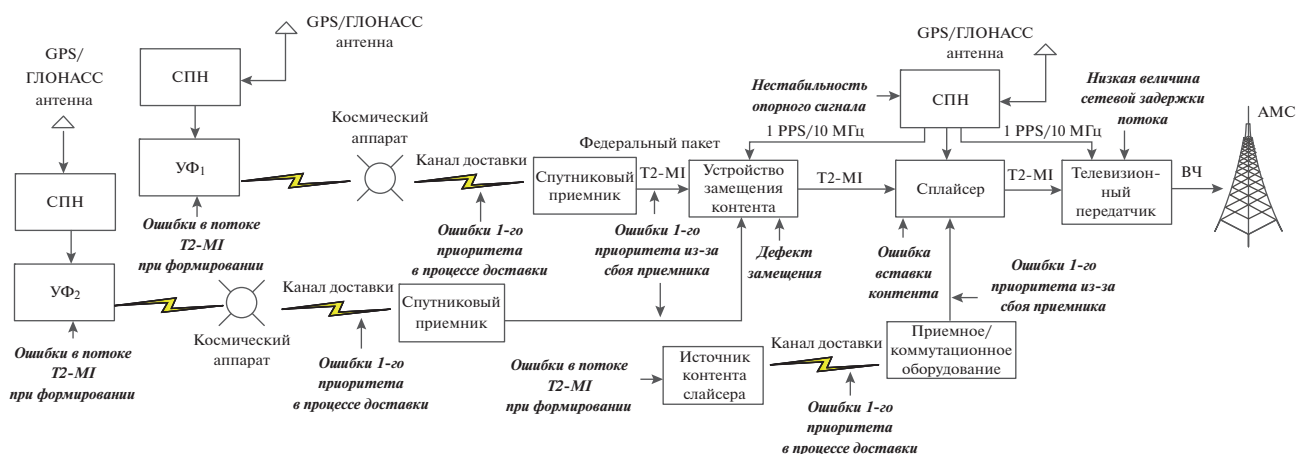 GPS/
ГЛОНАСС
антенна
СПН
УФ₂
Ошибки в потоке
T2-MI
при формировании
GPS/ГЛОНАСС
антенна
СПН
УФ₁
Ошибки в потоке
T2-MI
при формировании
Космический
аппарат
Канал доставки
Ошибки 1-го
приоритета
в процессе доставки
Космический
аппарат
Канал доставки
Ошибки 1-го
приоритета
в процессе доставки
Спутниковый
приемник
Федеральный пакет
Спутниковый
приемник
T2-MI
Ошибки 1-го
приоритета из-за
сбоя приемника
Устройство
замещения
контента
Дефект
замещения
T2-MI
Нестабильность
опорного сигнала
GPS/ГЛОНАСС
антенна
СПН
1 PPS/10 МГц
1 PPS/10 МГц
Низкая величина
сетевой задержки
потока
Сплайсер
T2-MI
Телевизион-
ный
передатчик
ВЧ
АМС
Ошибка
вставки
контента
Ошибки 1-го
приоритета из-за
сбоя приемника
Ошибки в потоке
T2-MI
при формировании
Источник
контента
слайсера
Канал доставки
Ошибки 1-го
приоритета
в процессе доставки
Приемное/
коммутационное
оборудование